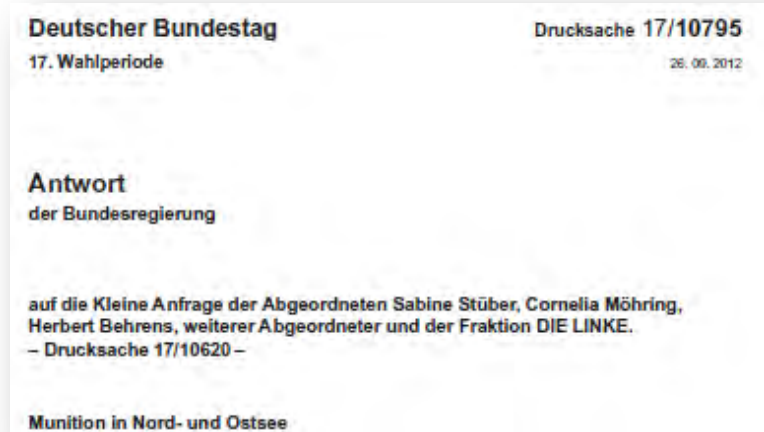 Deutscher Bundestag
Drucksache 17/10795
17. Wahlperiode
26. 09. 2012
Antwort
der Bundesregierung
auf die Kleine Anfrage der Abgeordneten Sabine Stüber, Cornelia Möhring,
Herbert Behrens, weiterer Abgeordneter und der Fraktion DIE LINKE.
– Drucksache 17/10620 –
Munition in Nord- und Ostsee